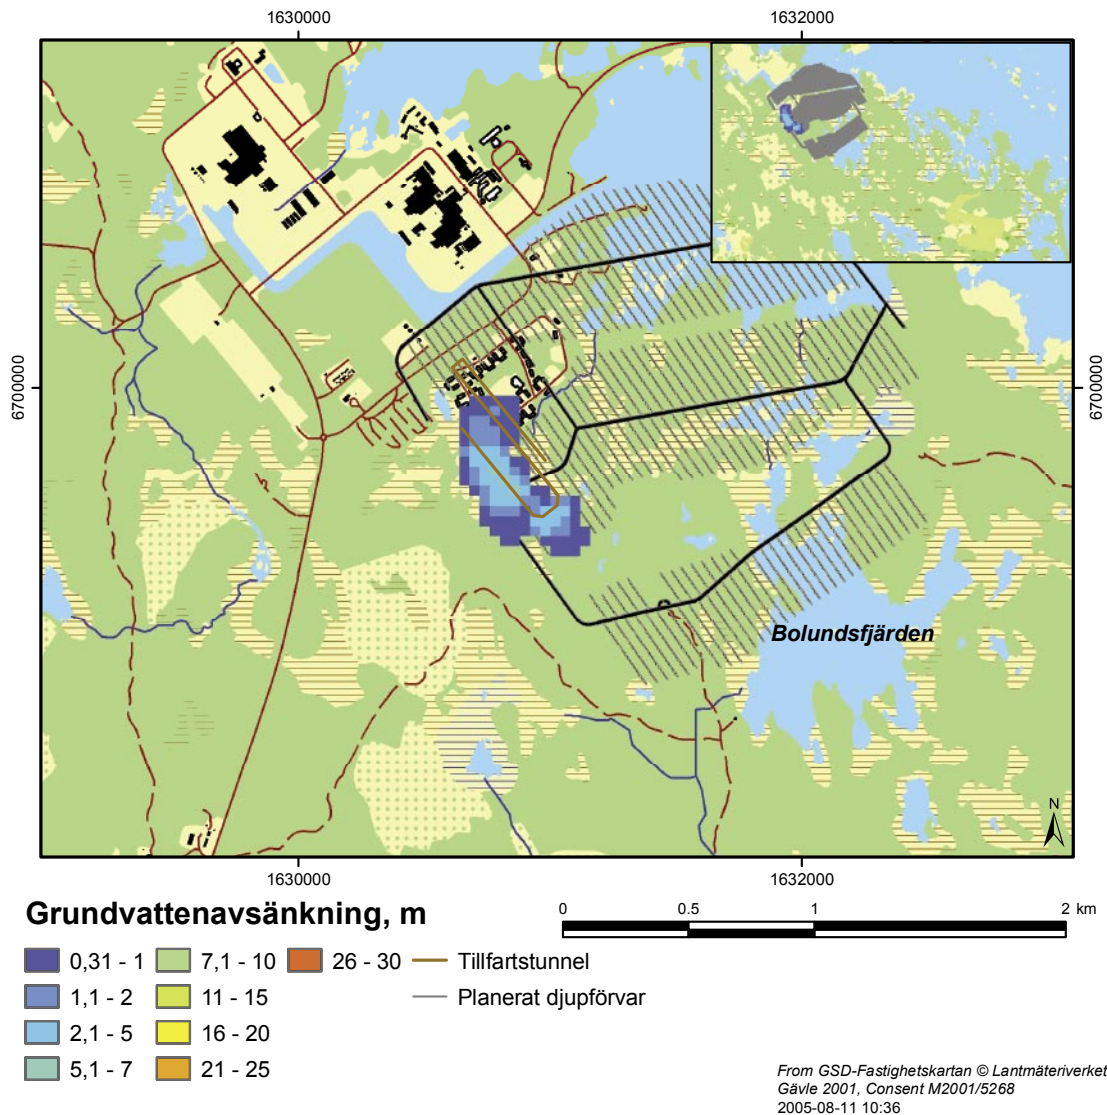 1630000
1632000
6700000
6700000
Bolundsfjärden
N
1630000
1632000
Grundvattenavsänkning, m
0
0.5
1
2 km
0,31 - 1
7,1 - 10
26 - 30
Tillfartstunnel
1,1 - 2
11 - 15
Planerat djupförvar
2,1 - 5
16 - 20
5,1 - 7
21 - 25
From GSD-Fastighetskartan © Lantmäteriverket
Gävle 2001, Consent M2001/5268
2005-08-11 10:36